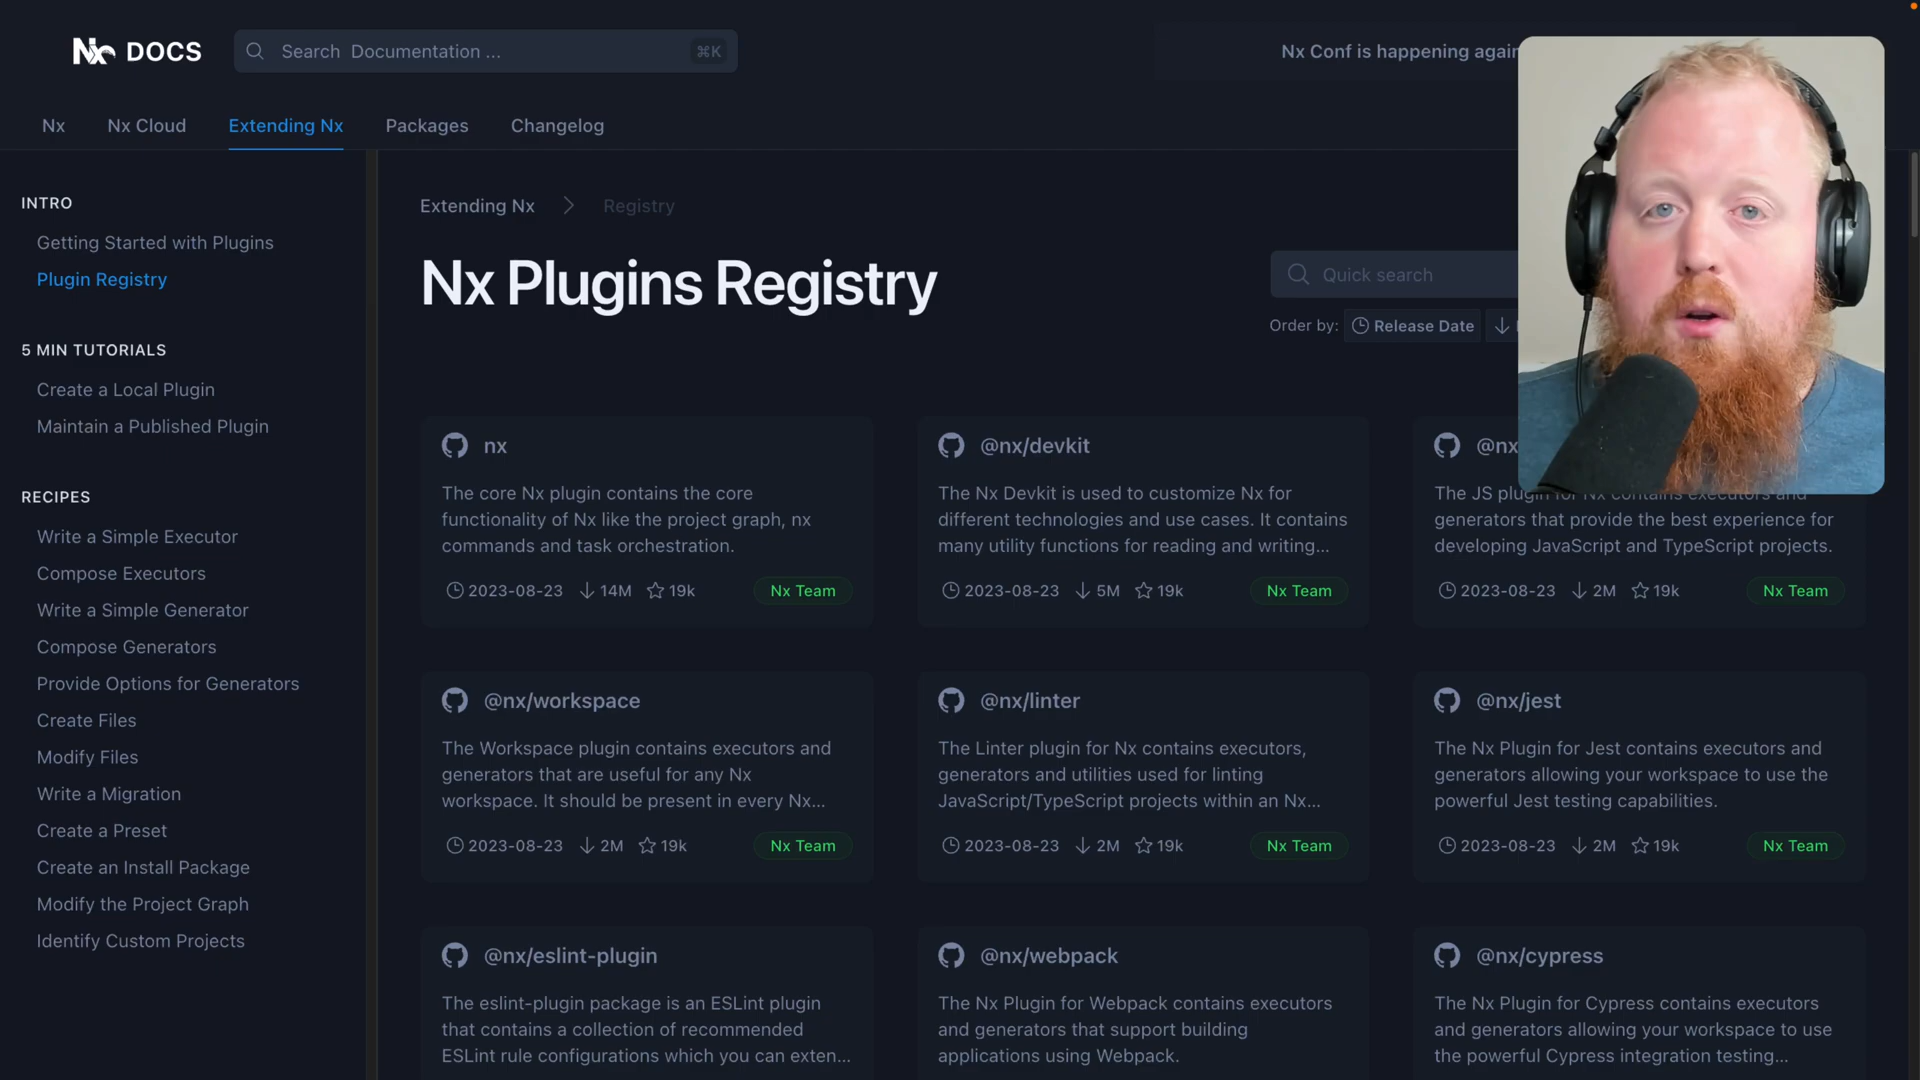 Nx DOCS
Search Documentation ...
⌘K
Nx Conf is happening again
Nx
Nx Cloud
Extending Nx
Packages
Changelog
INTRO
Getting Started with Plugins
Plugin Registry
5 MIN TUTORIALS
Create a Local Plugin
Maintain a Published Plugin
RECIPES
Write a Simple Executor
Compose Executors
Write a Simple Generator
Compose Generators
Provide Options for Generators
Create Files
Modify Files
Write a Migration
Create a Preset
Create an Install Package
Modify the Project Graph
Identify Custom Projects
Extending Nx
Registry
Nx Plugins Registry
Quick search
Order by:
Release Date
nx
The core Nx plugin contains the core
functionality of Nx like the project graph, nx
commands and task orchestration.
2023-08-23 14M 19k Nx Team
@nx/devkit
The Nx Devkit is used to customize Nx for
different technologies and use cases. It contains
many utility functions for reading and writing...
2023-08-23 5M 19k Nx Team
@nx
The JS plugin for Nx contains executors and
generators that provide the best experience for
developing JavaScript and TypeScript projects.
2023-08-23 2M 19k Nx Team
@nx/workspace
The Workspace plugin contains executors and
generators that are useful for any Nx
workspace. It should be present in every Nx...
2023-08-23 2M 19k Nx Team
@nx/linter
The Linter plugin for Nx contains executors,
generators and utilities used for linting
JavaScript/TypeScript projects within an Nx...
2023-08-23 2M 19k Nx Team
@nx/jest
The Nx Plugin for Jest contains executors and
generators allowing your workspace to use the
powerful Jest testing capabilities.
2023-08-23 2M 19k Nx Team
@nx/eslint-plugin
The eslint-plugin package is an ESLint plugin
that contains a collection of recommended
ESLint rule configurations which you can exten...
@nx/webpack
The Nx Plugin for Webpack contains executors
and generators that support building
applications using Webpack.
@nx/cypress
The Nx Plugin for Cypress contains executors
and generators allowing your workspace to use
the powerful Cypress integration testing...